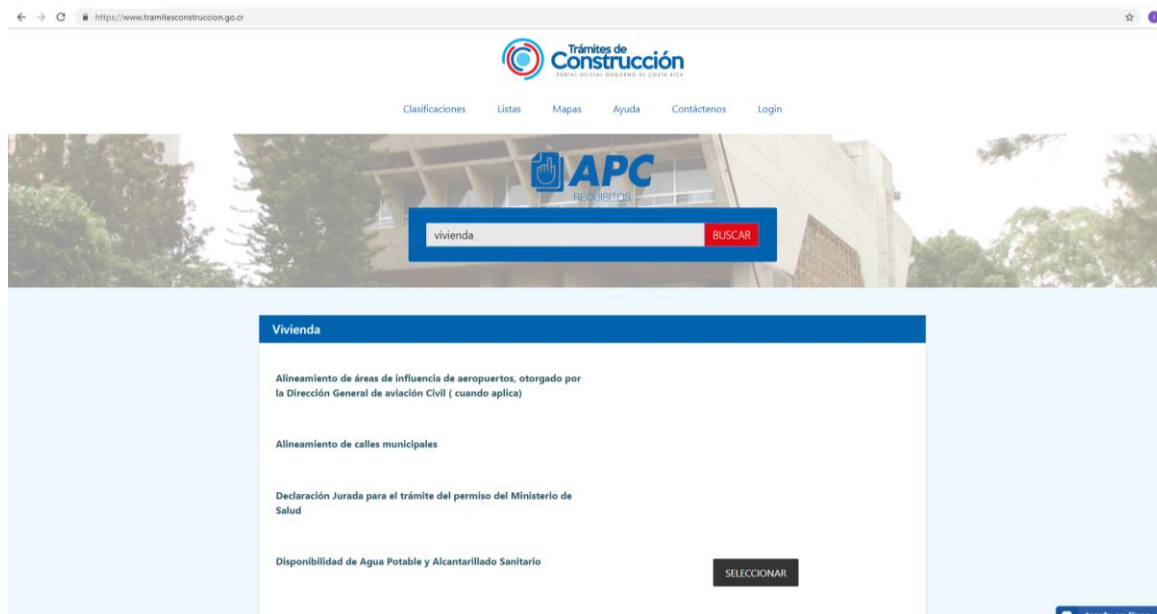 https://www.tramitesconstruccion.go.cr
Trámites de
Construcción
PORTAL OFICIAL GOBIERNO DE COSTA RICA
Clasificaciones Listas Mapas Ayuda Contáctenos Login
APC
REQUISITOS
vivienda BUSCAR
Vivienda
Alineamiento de áreas de influencia de aeropuertos, otorgado por
la Dirección General de aviación Civil ( cuando aplica)
Alineamiento de calles municipales
Declaración Jurada para el trámite del permiso del Ministerio de
Salud
Disponibilidad de Agua Potable y Alcantarillado Sanitario
SELECCIONAR